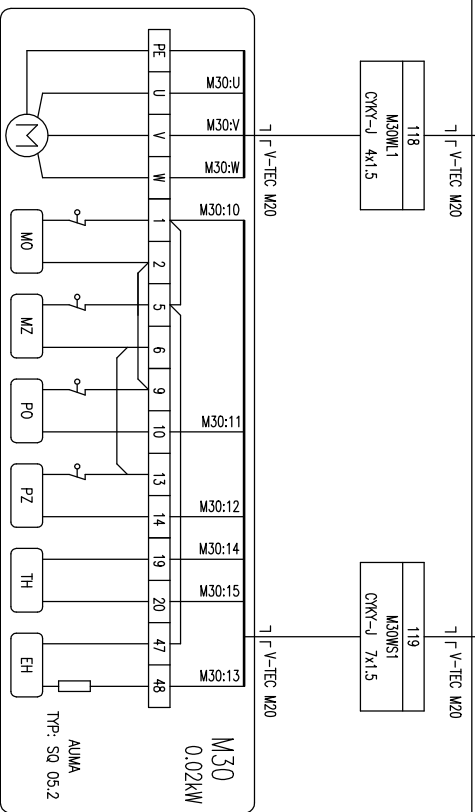 118
M30WL1
CYKY-J 4x1.5
119
M30WS1
CYKY-J 7x1.5
V-TEC M20
V-TEC M20
V-TEC M20
V-TEC M20
M30:U
M30:V
M30:W
M30:10
M30:11
M30:12
M30:14
M30:15
M30:13
PE
U
V
W
1
2
5
6
9
10
13
14
19
20
47
48
M
MO
MZ
PO
PZ
TH
EH
M30
0.02kW
AUMA
TYP: SQ 05.2